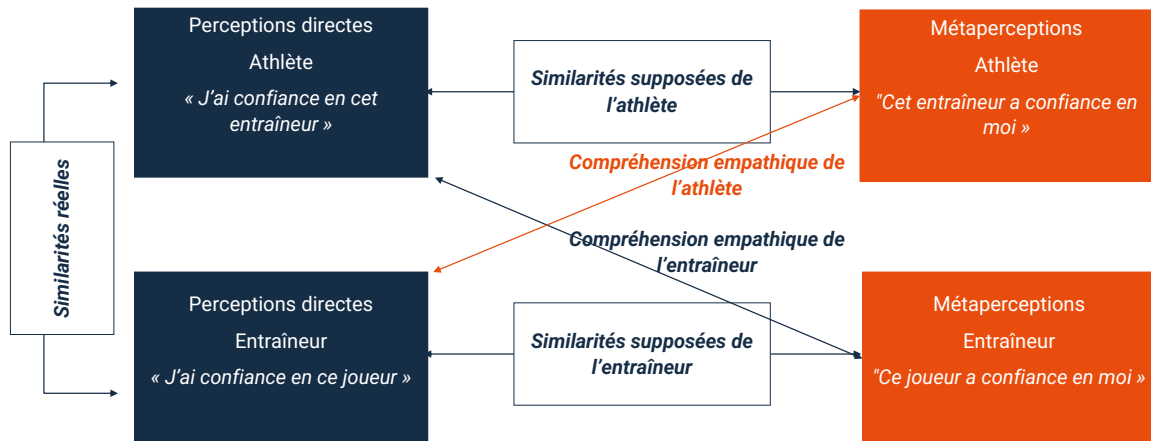 Perceptions directes
Athlète
« J’ai confiance en cet
entraîneur »
Similarités supposées de
l’athlète
Métaperceptions
Athlète
"Cet entraîneur a confiance en
moi »
Similarités réelles
Compréhension empathique de
l’athlète
Compréhension empathique de
l’entraîneur
Perceptions directes
Entraîneur
« J’ai confiance en ce joueur »
Similarités supposées de
l’entraîneur
Métaperceptions
Entraîneur
"Ce joueur a confiance en moi »